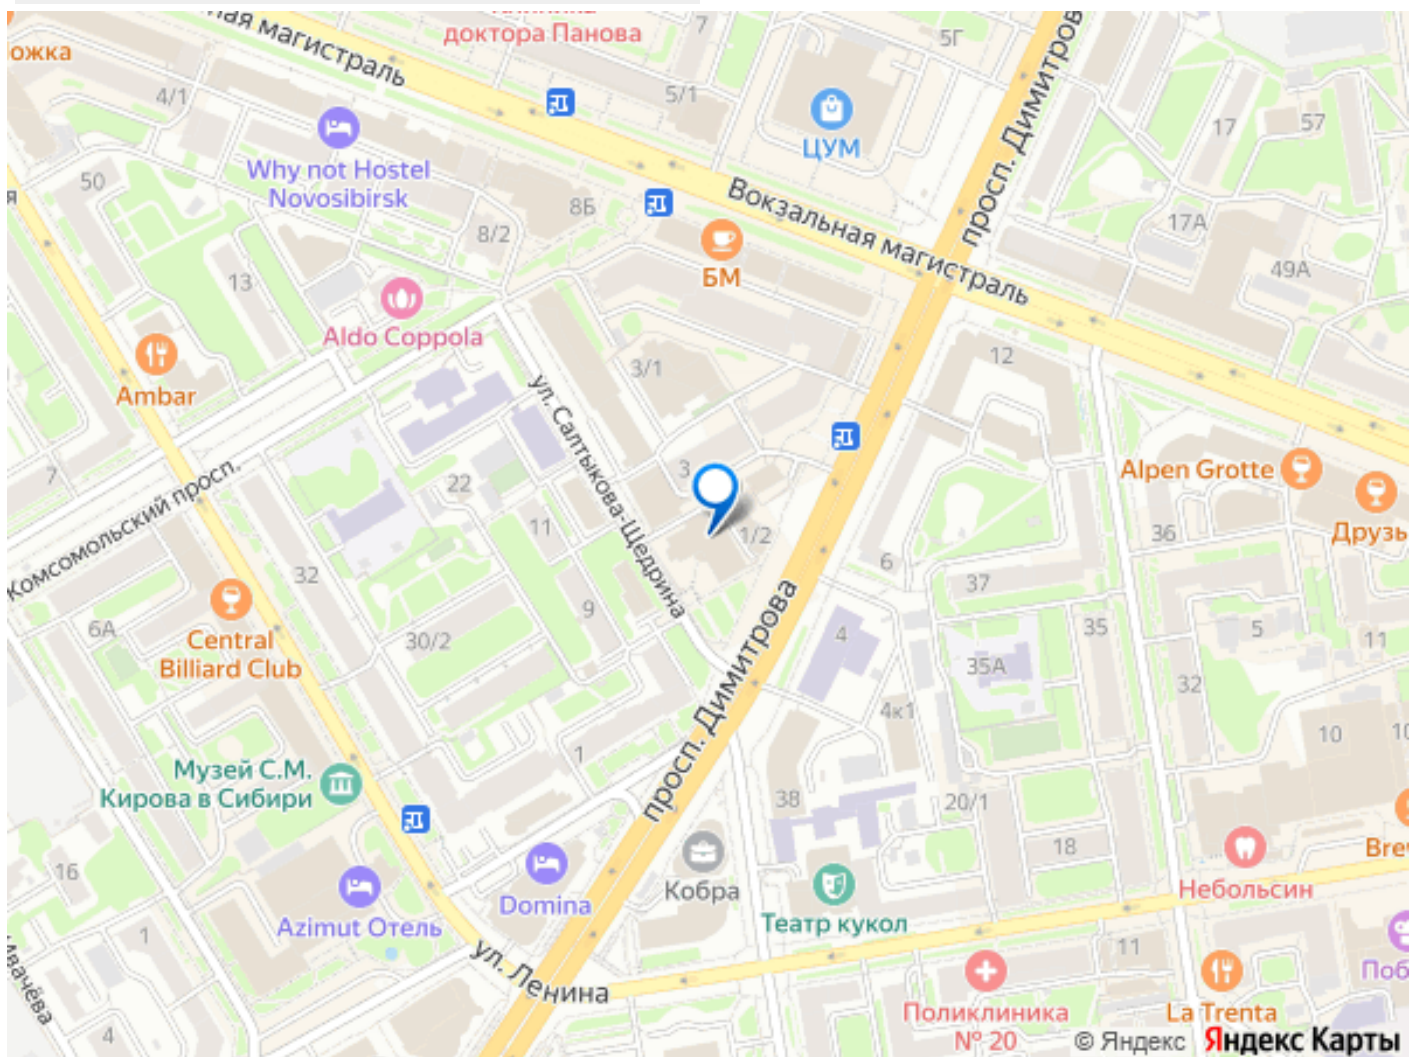 доктора Панова
7
5Г
просп. Димитров
ная магистраль
ожка
4/1
5/1
ЦУМ
17
57
Why not Hostel
Novosibirsk
50
8Б
8/2
Вокзальная магистраль
просп. Димитрова
17А
49А
БМ
13
Aldo Coppola
Ambar
3/1
12
ул. Салтыкова-Щедрина
7
22
3
Alpen Grotte
Друзь
Комсомольский просп.
11
1/2
36
6
32
37
9
6А
Central
Billiard Club
30/2
4
35
5
11
35А
32
4к1
10
10
1
Музей С.М.
Кирова в Сибири
38
20/1
18
Bre
16
Domina
Кобра
Театр кукол
Небольсин
Azimut Отель
1
ул. Ленина
11
Поб
Поликлиника
№ 20
La Trenta
4
© Яндекс Яндекс Карты